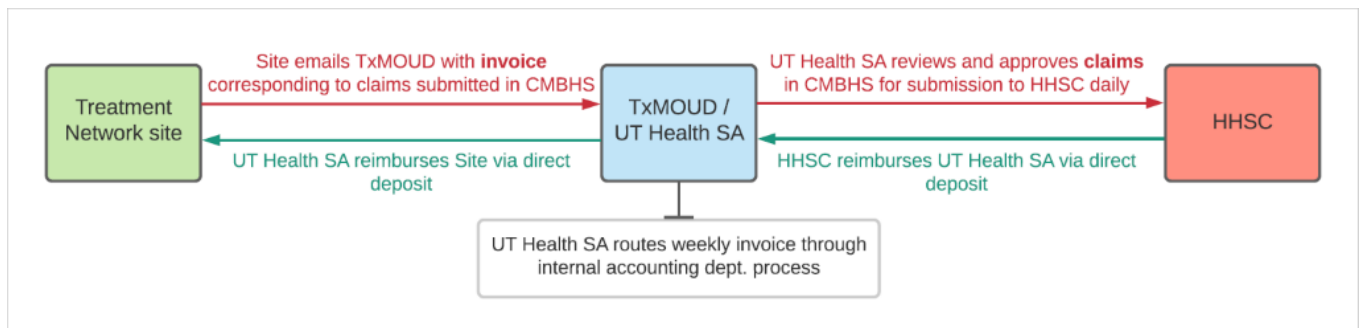 Site emails TxMOUD with invoice
corresponding to claims submitted in CMBHS
UT Health SA reviews and approves claims
in CMBHS for submission to HHSC daily
Treatment
Network site
TxMOUD /
UT Health SA
HHSC
UT Health SA reimburses Site via direct
deposit
HHSC reimburses UT Health SA via direct
deposit
UT Health SA routes weekly invoice through
internal accounting dept. process